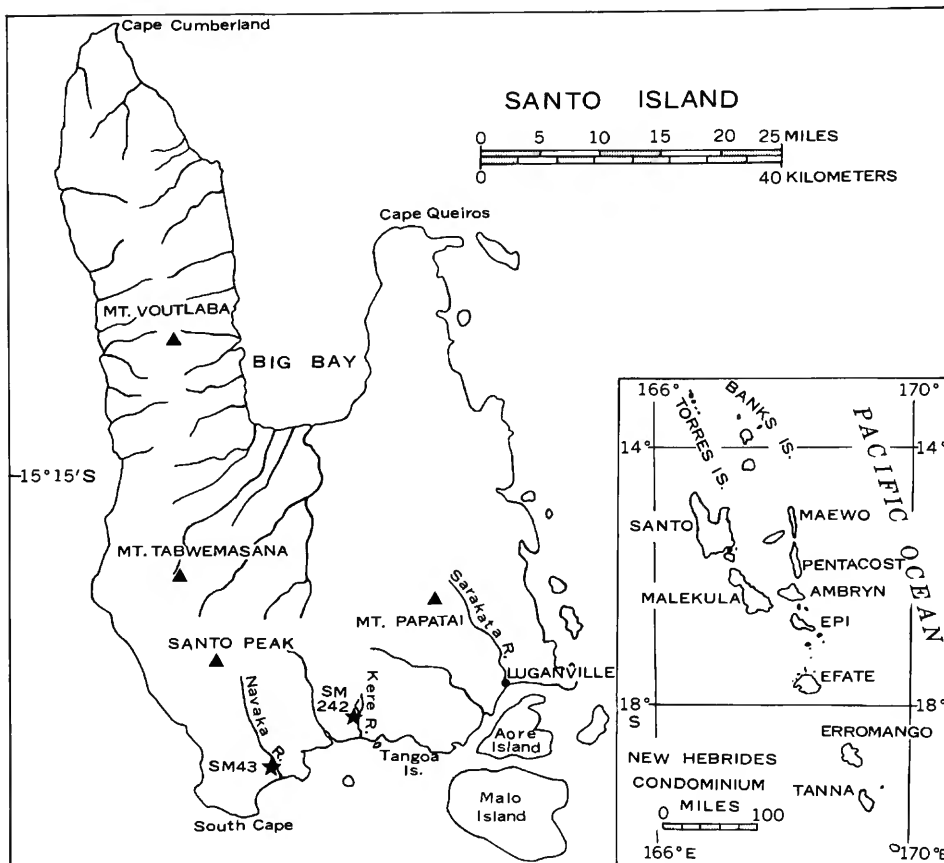 Cape Cumberland
SANTO ISLAND
0 5 10 15 20 25 MILES
0 40 KILOMETERS
Cape Queiros
MT. VOUTLABA
BIG BAY
15°15'S
MT. TABWEMASANA
MT. PAPATAI
Sarakata R.
SANTO PEAK
LUGANVILLE
Navaka R.
SM
242
Kere R.
SM43
Tangoa
Is.
Aore
Island
South Cape
Malo
Island
166° 170°
TORRES IS.
BANKS IS.
PACIFIC OCEAN
14° 14°
SANTO
MAEWO
PENTACOST
MALEKULA
AMBRYN
EPI
EFATE
18° 18°
S
ERROMANGO
NEW HEBRIDES
CONDOMINIUM
TANNA
MILES
0 100
166°E 170°E